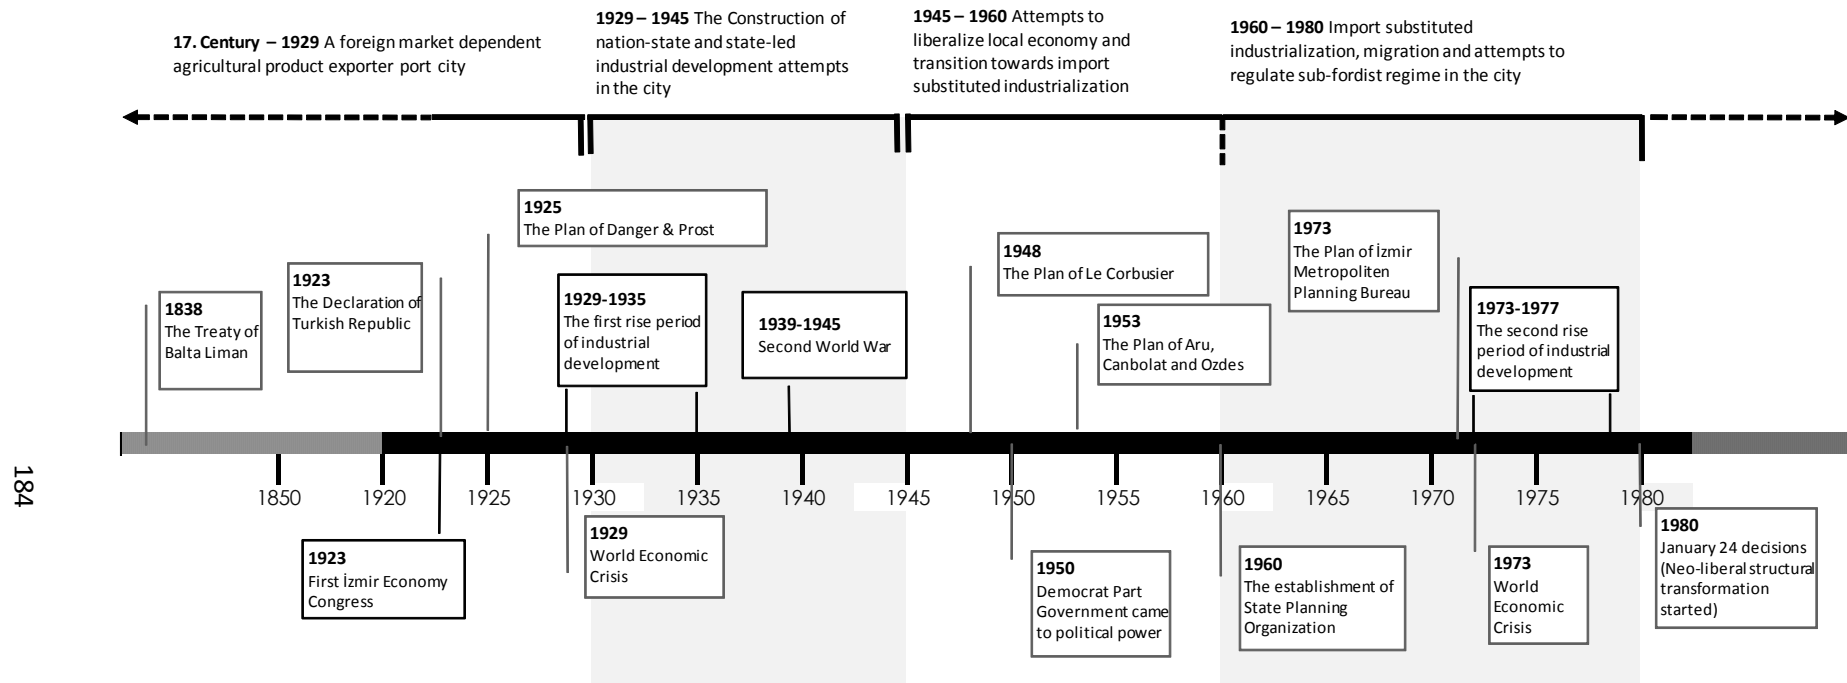 17. Century – 1929 A foreign market dependent
agricultural product exporter port city
1929 – 1945 The Construction of
nation-state and state-led
industrial development attempts
in the city
1945 – 1960 Attempts to
liberalize local economy and
transition towards import
substituted industrialization
1960 – 1980 Import substituted
industrialization, migration and attempts to
regulate sub-fordist regime in the city
1838
The Treaty of
Balta Liman
1923
The Declaration of
Turkish Republic
1925
The Plan of Danger & Prost
1929-1935
The first rise period
of industrial
development
1939-1945
Second World War
1948
The Plan of Le Corbusier
1953
The Plan of Aru,
Canbolat and Ozdes
1973
The Plan of İzmir
Metropoliten
Planning Bureau
1973-1977
The second rise
period of industrial
development
1850 1920 1925 1930 1935 1940 1945 1950 1955 1960 1965 1970 1975 1980
1923
First İzmir Economy
Congress
1929
World Economic
Crisis
1950
Democrat Part
Government came
to political power
1960
The establishment of
State Planning
Organization
1973
World
Economic
Crisis
1980
January 24 decisions
(Neo-liberal structural
transformation
started)
184